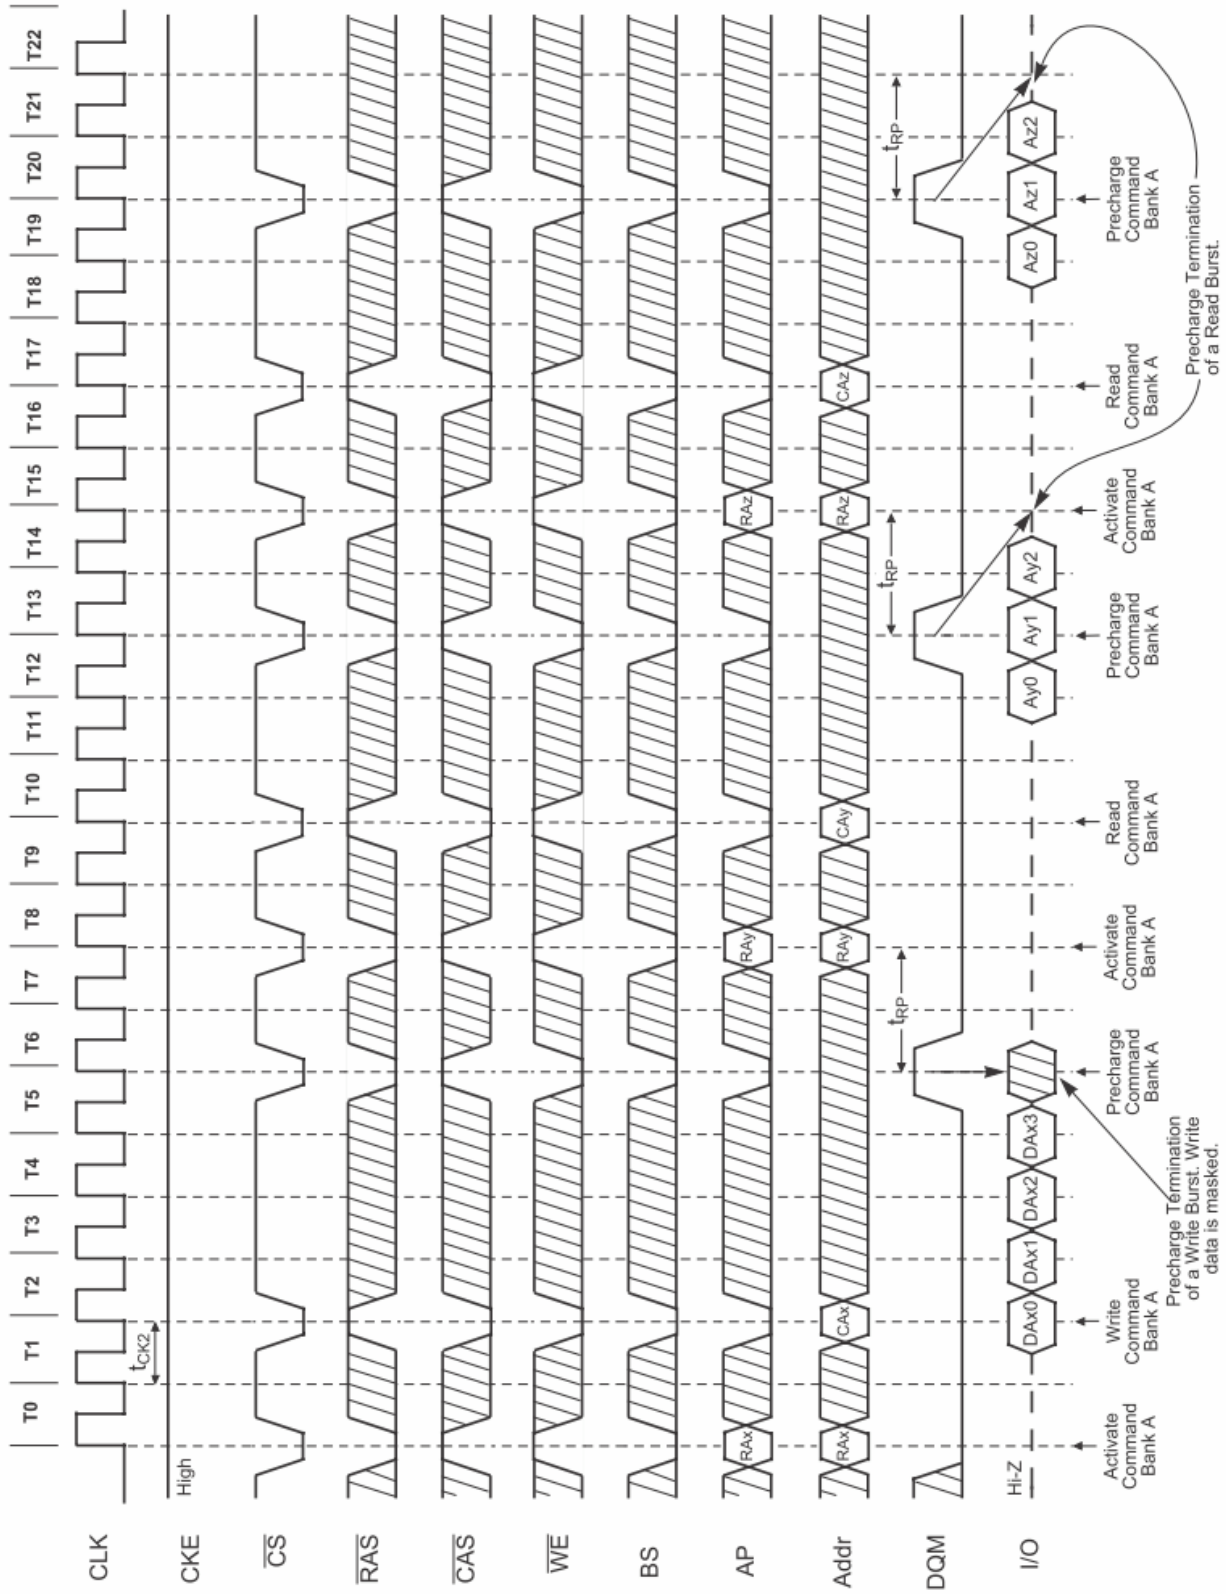 T0 T1 T2 T3 T4 T5 T6 T7 T8 T9 T10 T11 T12 T13 T14 T15 T16 T17 T18 T19 T20 T21 T22
CLK
tCK2
CKE
High
CS
RAS
CAS
WE
BS
AP
RAx RAy RAz
Addr
RAx CAx RAy CAy RAz CAz
DQM
tRP tRP tRP
I/O
Hi-Z
DAx0 DAx1 DAx2 DAx3 Ay0 Ay1 Ay2 Az0 Az1 Az2
Activate
Command
Bank A
Write
Command
Bank A
Precharge
Command
Bank A
Activate
Command
Bank A
Read
Command
Bank A
Precharge
Command
Bank A
Activate
Command
Bank A
Read
Command
Bank A
Precharge
Command
Bank A
Precharge Termination
of a Write Burst. Write
data is masked.
Precharge Termination
of a Read Burst.